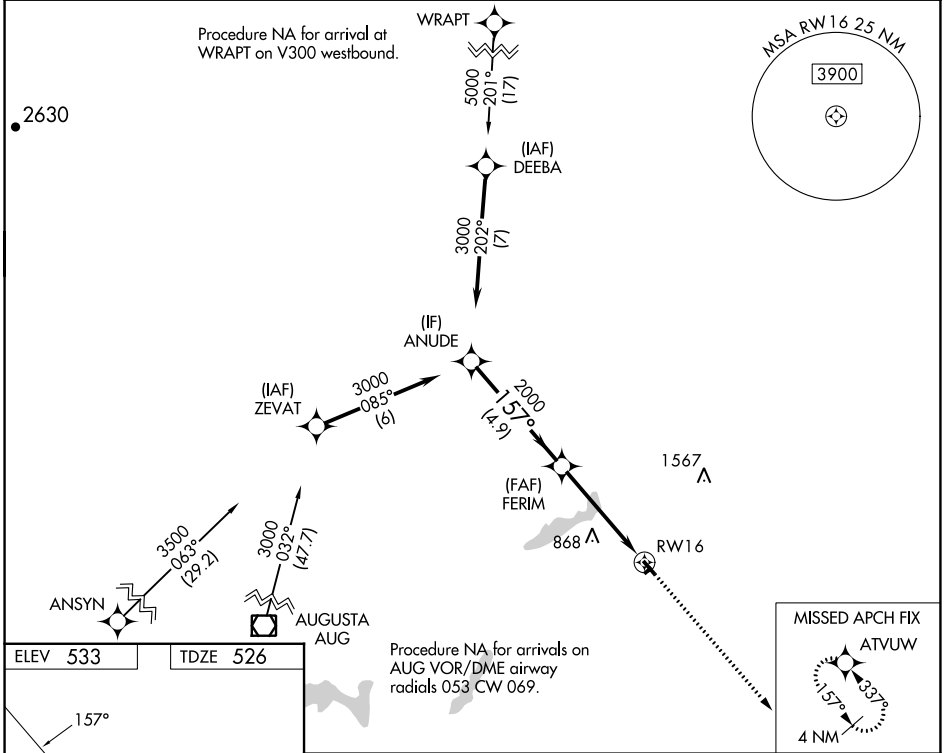 Procedure NA for arrival at
WRAPT on V300 westbound.
WRAPT
5000
201°
(17)
MSA RW16 25 NM
3900
2630
(IAF)
DEEBA
3000
202°
(7)
(IF)
ANUDE
(IAF)
ZEVAT
3000
085°
(6)
2000
157°
(4.9)
(FAF)
FERIM
1567
868
RW16
3500
063°
(29.2)
3000
032°
(47.7)
ANSYN
AUGUSTA
AUG
Procedure NA for arrivals on
AUG VOR/DME airway
radials 053 CW 069.
MISSED APCH FIX
ATVUW
157°
337°
4 NM
ELEV 533
TDZE 526
157°